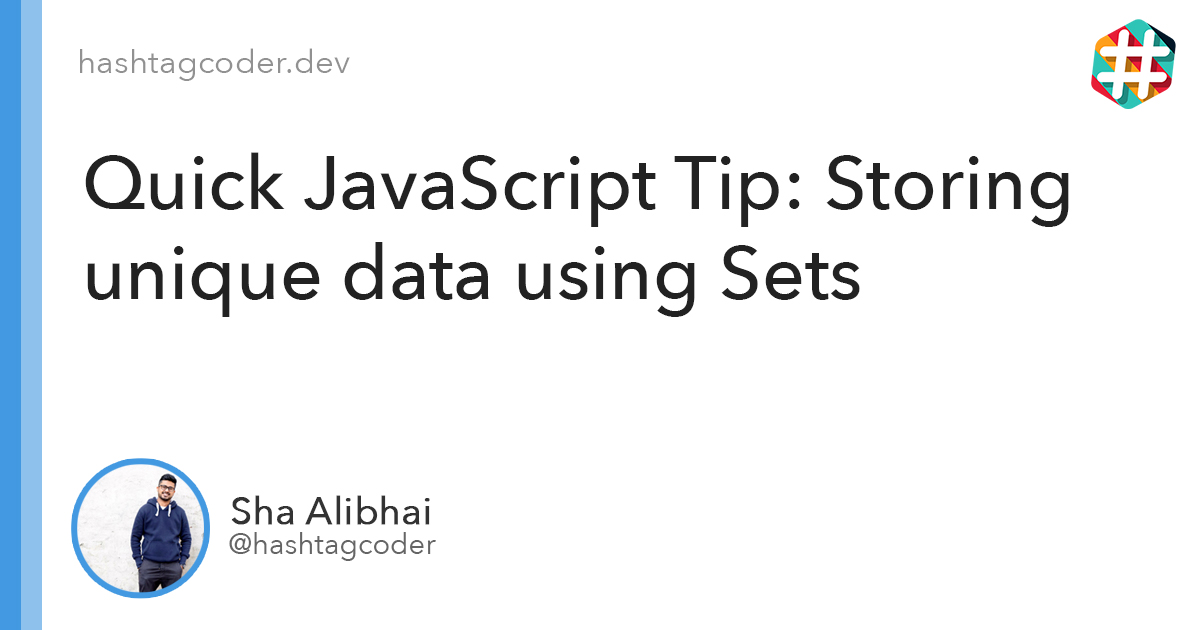 hashtagcoder.dev
Quick JavaScript Tip: Storing
unique data using Sets
Sha Alibhai
@hashtagcoder